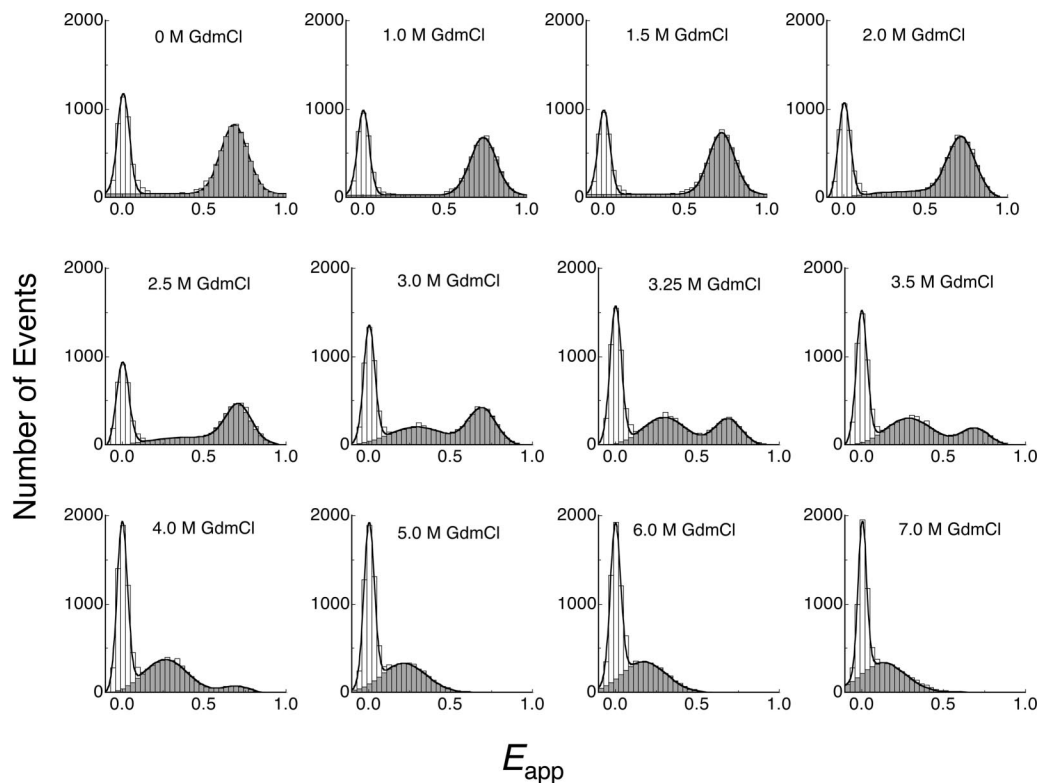 0 M GdmCl
1.0 M GdmCl
1.5 M GdmCl
2.0 M GdmCl
2000 2000 2000 2000
1000 1000 1000 1000
0 0 0 0
0.0 0.5 1.0 0.0 0.5 1.0 0.0 0.5 1.0 0.0 0.5 1.0
2.5 M GdmCl
3.0 M GdmCl
3.25 M GdmCl
3.5 M GdmCl
2000 2000 2000 2000
1000 1000 1000 1000
0 0 0 0
0.0 0.5 1.0 0.0 0.5 1.0 0.0 0.5 1.0 0.0 0.5 1.0
4.0 M GdmCl
5.0 M GdmCl
6.0 M GdmCl
7.0 M GdmCl
2000 2000 2000 2000
1000 1000 1000 1000
0 0 0 0
0.0 0.5 1.0 0.0 0.5 1.0 0.0 0.5 1.0 0.0 0.5 1.0
Number of Events
Eapp